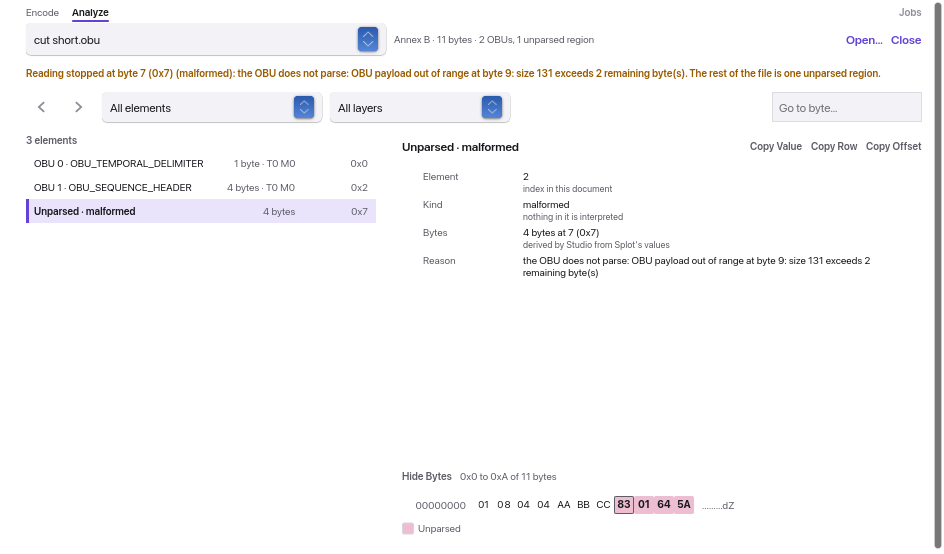 Encode Analyze Jobs
cut short.obu Annex B · 11 bytes · 2 OBUs, 1 unparsed region Open... Close
Reading stopped at byte 7 (0x7) (malformed): the OBU does not parse: OBU payload out of range at byte 9: size 131 exceeds 2 remaining byte(s). The rest of the file is one unparsed region.
All elements All layers Go to byte...
3 elements
OBU 0 · OBU_TEMPORAL_DELIMITER 1 byte · T0 M0 0x0
OBU 1 · OBU_SEQUENCE_HEADER 4 bytes · T0 M0 0x2
Unparsed · malformed 4 bytes 0x7
Unparsed · malformed Copy Value Copy Row Copy Offset
Element 2
index in this document
Kind malformed
nothing in it is interpreted
Bytes 4 bytes at 7 (0x7)
derived by Studio from Splot's values
Reason the OBU does not parse: OBU payload out of range at byte 9: size 131 exceeds 2
remaining byte(s)
Hide Bytes 0x0 to 0xA of 11 bytes
00000000 01 08 04 04 AA BB CC 83 01 64 5A .........dZ
Unparsed